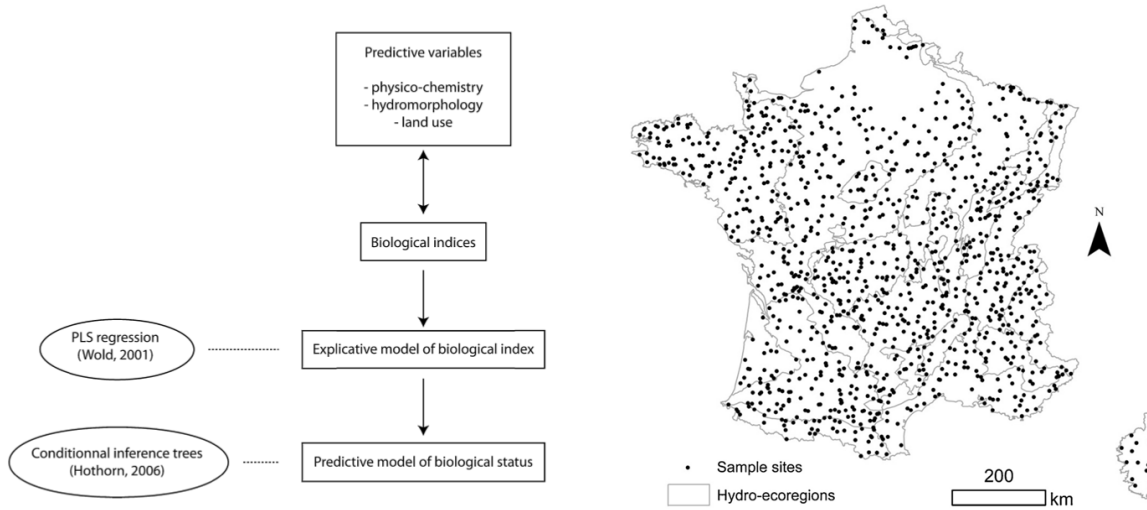 Predictive variables
- physico-chemistry
- hydromorphology
- land use
Biological indices
PLS regression
(Wold, 2001)
Explicative model of biological index
Conditionnal inference trees
(Hothorn, 2006)
Predictive model of biological status
N
Sample sites
Hydro-ecoregions
200
km